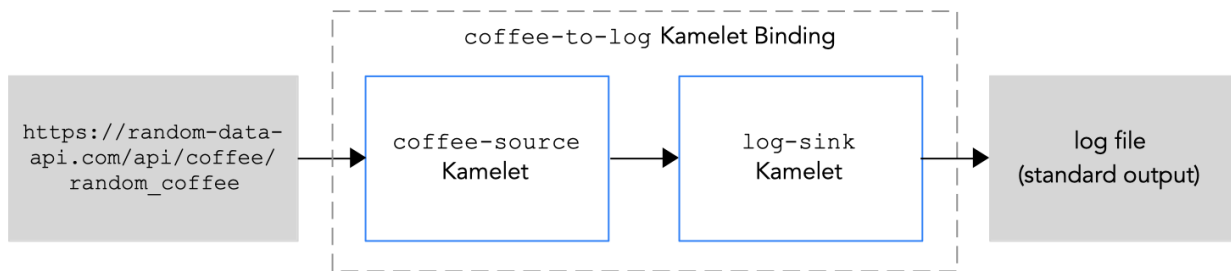 coffee-to-log Kamelet Binding
https://random-data-
api.com/api/coffee/
random_coffee
coffee-source
Kamelet
log-sink
Kamelet
log file
(standard output)